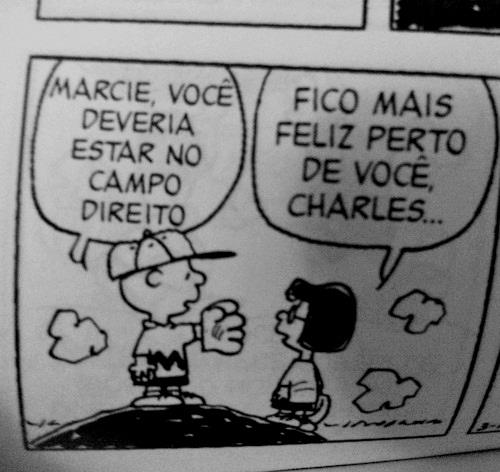 MARCIE, VOCÊ
DEVERIA
ESTAR NO
CAMPO
DIREITO
FICO MAIS
FELIZ PERTO
DE VOCÊ,
CHARLES...